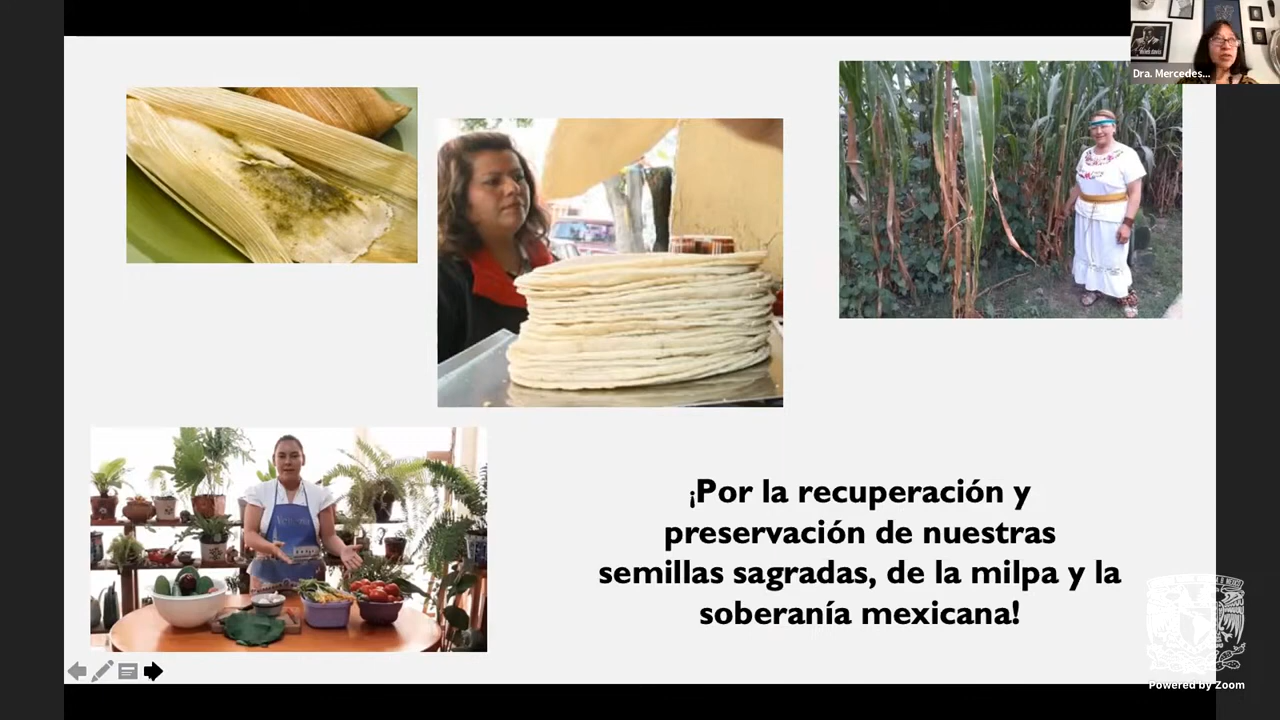 Dra. Mercedes...
¡Por la recuperación y
preservación de nuestras
semillas sagradas, de la milpa y la
soberanía mexicana!
Powered by Zoom